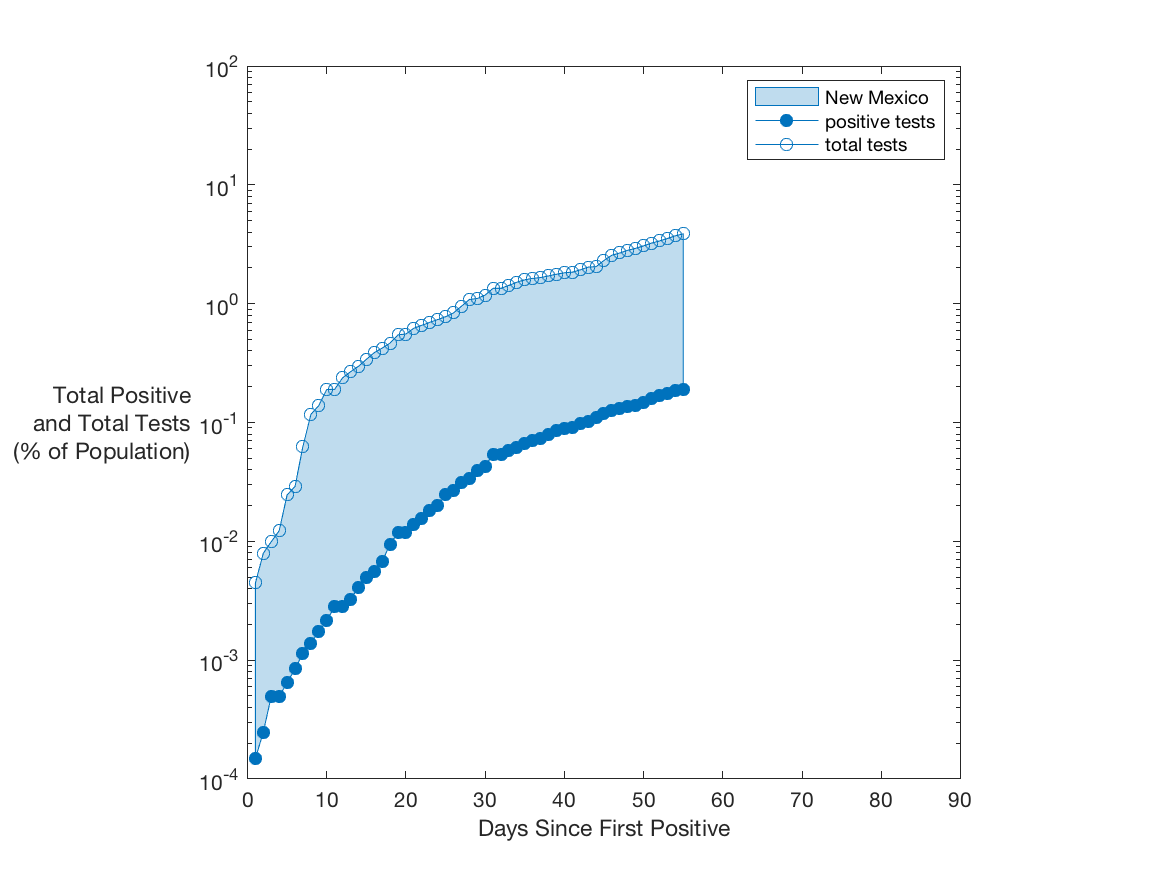 10^2
10^1
10^0
10^-1
10^-2
10^-3
10^-4
Total Positive
and Total Tests
(% of Population)
New Mexico
positive tests
total tests
0 10 20 30 40 50 60 70 80 90
Days Since First Positive